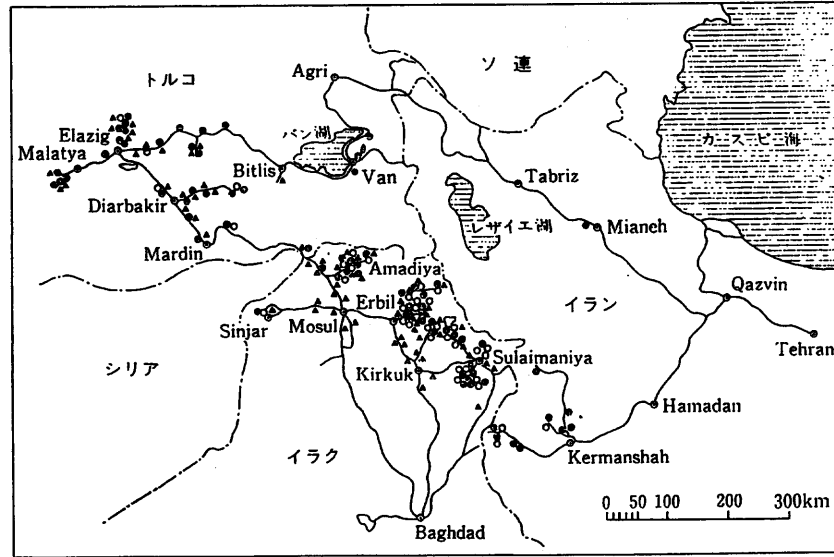 トルコ
Agri
ソ連
Elazig
バン湖
カースピ海
Malatya
Bitlis
Van
Tabriz
Diarbakir
レザイエ湖
Mianeh
Mardin
Amadiya
Qazvin
Erbil
イラン
Sinjar
Mosul
Tehran
シリア
Sulaimaniya
Kirkuk
Hamadan
イラク
Kermanshah
0 50 100 200 300km
Baghdad